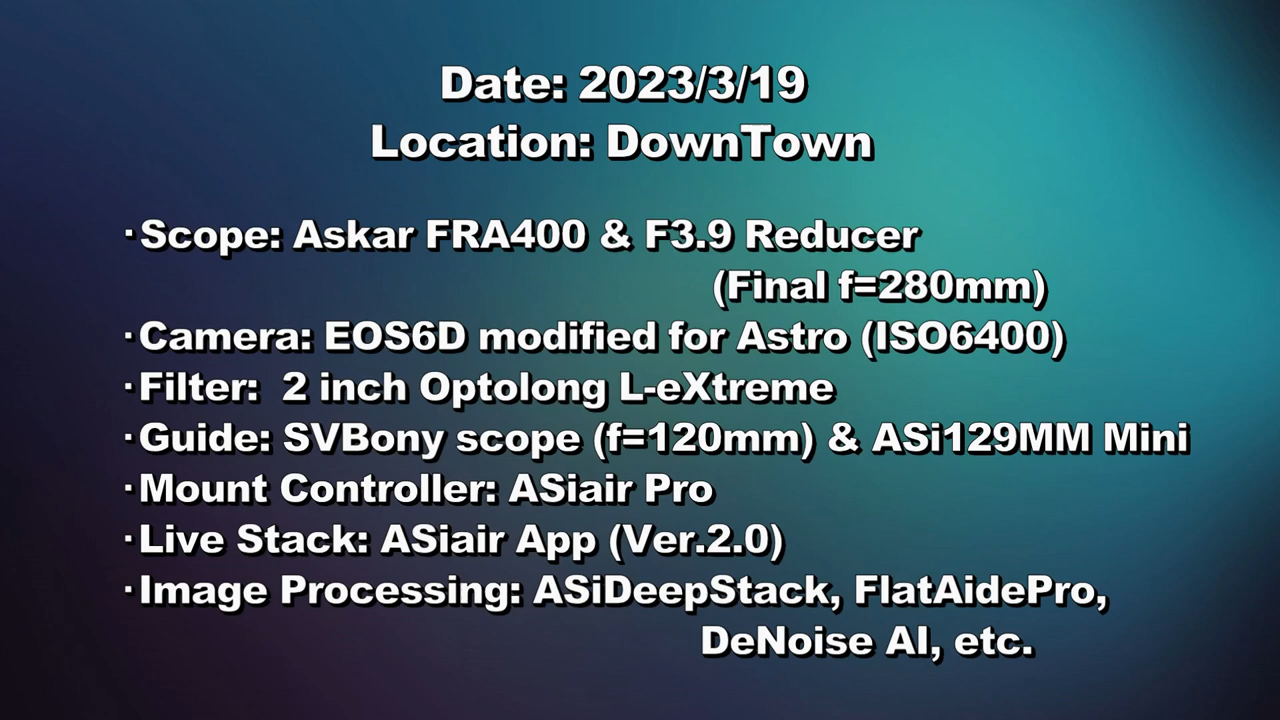 Date: 2023/3/19
Location: DownTown
·Scope: Askar FRA400 & F3.9 Reducer
(Final f=280mm)
·Camera: EOS6D modified for Astro (ISO6400)
·Filter:  2 inch Optolong L-eXtreme
·Guide: SVBony scope (f=120mm) & ASi129MM Mini
·Mount Controller: ASiair Pro
·Live Stack: ASiair App (Ver.2.0)
·Image Processing: ASiDeepStack, FlatAidePro,
DeNoise AI, etc.